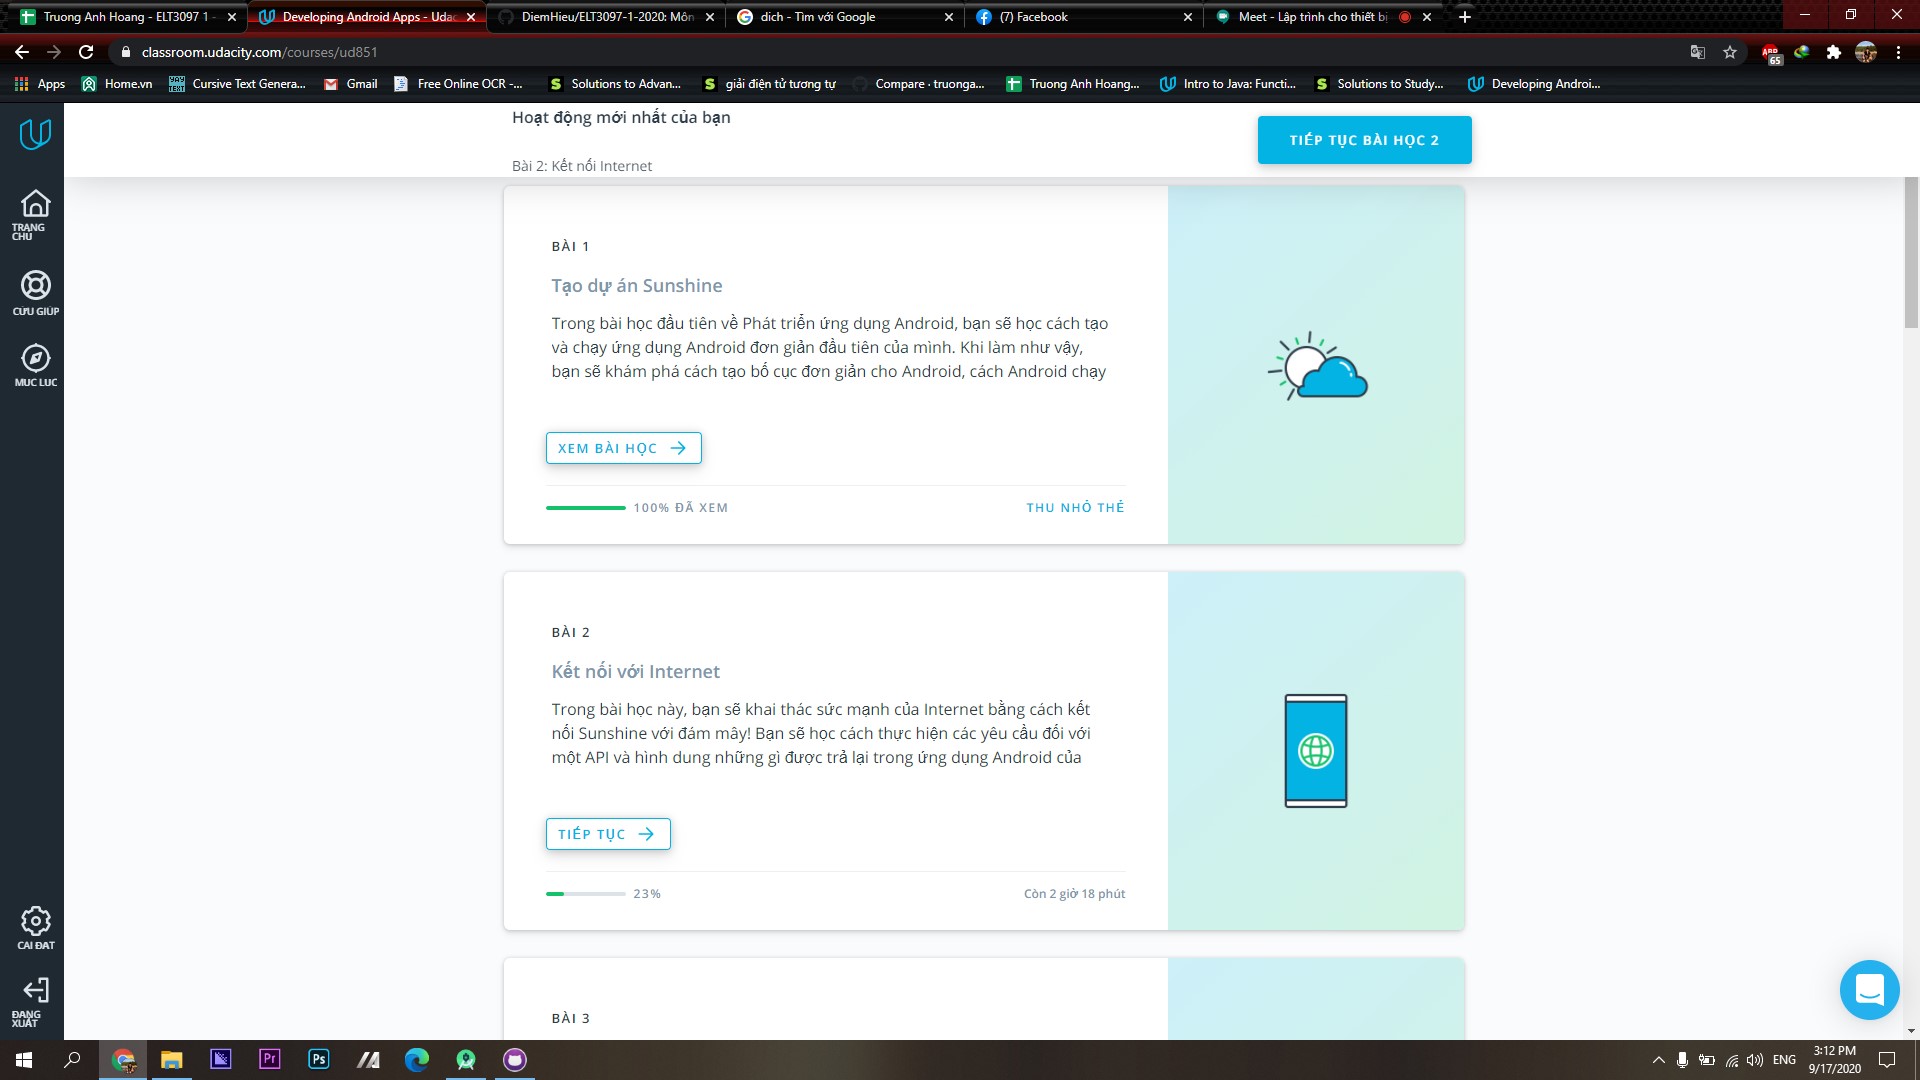 Truong Anh Hoang - ELT3097 1 -
Developing Android Apps - Udac
DiemHieu/ELT3097-1-2020: Môn
dich - Tìm với Google
(7) Facebook
Meet - Lập trình cho thiết bị
classroom.udacity.com/courses/ud851
65
Apps
Home.vn
Cursive Text Genera...
Gmail
Free Online OCR -...
Solutions to Advan...
giải điện tử tương tự
Compare · truonga...
Truong Anh Hoang...
Intro to Java: Functi...
Solutions to Study...
Developing Androi...
Hoạt động mới nhất của bạn
Bài 2: Kết nối Internet
TIẾP TỤC BÀI HỌC 2
TRANG
CHỦ
CỨU GIÚP
MỤC LỤC
CÀI ĐẶT
ĐĂNG
XUẤT
BÀI 1
Tạo dự án Sunshine
Trong bài học đầu tiên về Phát triển ứng dụng Android, bạn sẽ học cách tạo
và chạy ứng dụng Android đơn giản đầu tiên của mình. Khi làm như vậy,
bạn sẽ khám phá cách tạo bố cục đơn giản cho Android, cách Android chạy
XEM BÀI HỌC
100% ĐÃ XEM
THU NHỎ THẺ
BÀI 2
Kết nối với Internet
Trong bài học này, bạn sẽ khai thác sức mạnh của Internet bằng cách kết
nối Sunshine với đám mây! Bạn sẽ học cách thực hiện các yêu cầu đối với
một API và hình dung những gì được trả lại trong ứng dụng Android của
TIẾP TỤC
23%
Còn 2 giờ 18 phút
BÀI 3
Pr
Ps
ENG
3:12 PM
9/17/2020